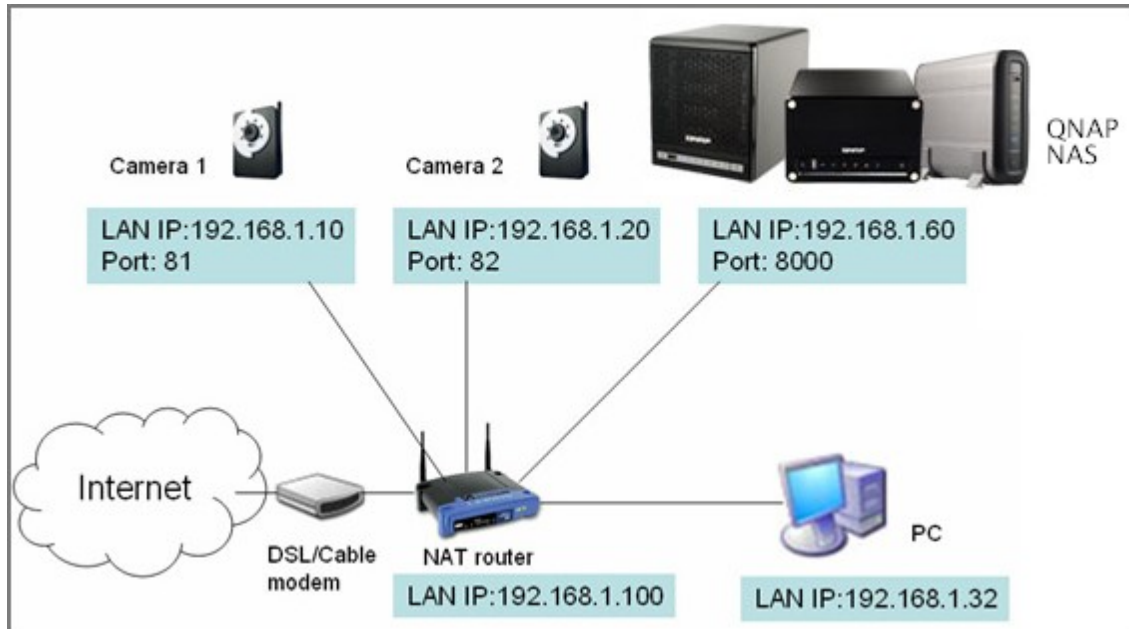 QNAP
NAS
Camera 1
Camera 2
LAN IP:192.168.1.10
Port: 81
LAN IP:192.168.1.20
Port: 82
LAN IP:192.168.1.60
Port: 8000
Internet
DSL/Cable
modem
NAT router
PC
LAN IP:192.168.1.100
LAN IP:192.168.1.32